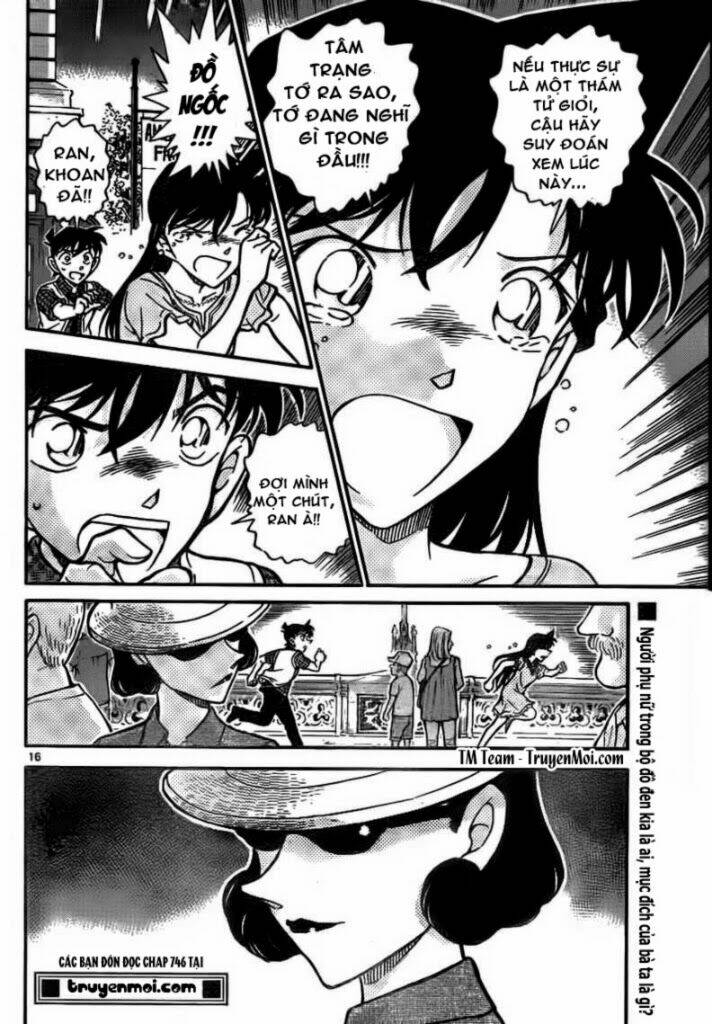 NẾU THỰC SỰ
LÀ MỘT THÁM
TỬ GIỎI,
CẬU HÃY
SUY ĐOÁN
XEM LÚC
NÀY...
TÂM
TRẠNG
TỚ RA SAO,
TỚ ĐANG NGHĨ
GÌ TRONG
ĐẦU!!!
ĐỒ
NGỐC
!!!
RAN,
KHOAN
ĐÃ!!
ĐỢI MÌNH
MỘT CHÚT,
RAN À!!
Người phụ nữ trong bộ đồ đen kia là ai, mục đích của bà ta là gì?
TM Team - TruyenMoi.com
16
CÁC BẠN ĐÓN ĐỌC CHAP 746 TẠI
truyenmoi.com